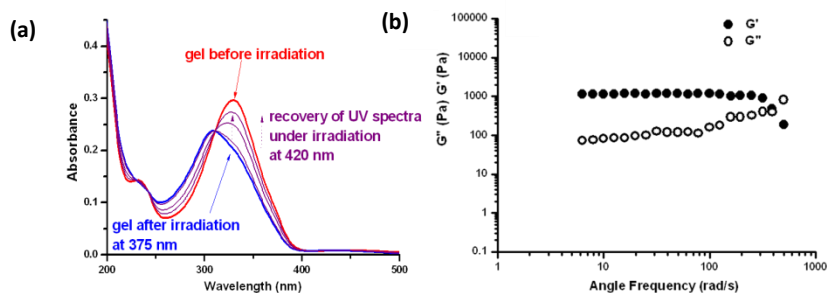 (a)
0.4
0.3
0.2
0.1
0.0
Absorbance
gel before irradiation
recovery of UV spectra
under irradiation
at 420 nm
gel after irradiation
at 375 nm
200
300
400
500
Wavelength (nm)
(b)
100000
10000
1000
100
10
1
0.1
G'' (Pa) G' (Pa)
G'
G''
1
10
100
1000
Angle Frequency (rad/s)